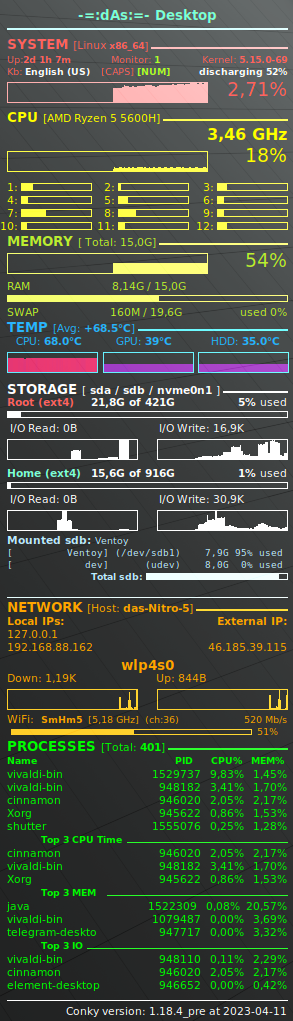 -=:dAs:=- Desktop
SYSTEM [Linux x86_64]
Up:2d 1h 7m Monitor: 1 Kernel: 5.15.0-69
Kb: English (US) [CAPS] [NUM] discharging 52%
2,71%
CPU [AMD Ryzen 5 5600H]
3,46 GHz
18%
1: 2: 3:
4: 5: 6:
7: 8: 9:
10: 11: 12:
MEMORY [ Total: 15,0G]
54%
RAM 8,14G / 15,0G
SWAP 160M / 19,6G used 0%
TEMP [Avg: +68.5°C]
CPU: 68.0°C GPU: 39°C HDD: 35.0°C
STORAGE [ sda / sdb / nvme0n1 ]
Root (ext4) 21,8G of 421G 5% used
I/O Read: 0B I/O Write: 16,9K
Home (ext4) 15,6G of 916G 1% used
I/O Read: 0B I/O Write: 30,9K
Mounted sdb: Ventoy
[ Ventoy] (/dev/sdb1) 7,9G 95% used
[ dev] (udev) 8,0G 0% used
Total sdb:
NETWORK [Host: das-Nitro-5]
Local IPs: External IP:
127.0.0.1
192.168.88.162 46.185.39.115
wlp4s0
Down: 1,19K Up: 844B
WiFi: SmHm5 [5,18 GHz] (ch:36) 520 Mb/s
51%
PROCESSES [Total: 401]
Name PID CPU% MEM%
vivaldi-bin 1529737 9,83% 1,45%
vivaldi-bin 948182 3,41% 1,70%
cinnamon 946020 2,05% 2,17%
Xorg 945622 0,86% 1,53%
shutter 1555076 0,25% 1,28%
Top 3 CPU Time
cinnamon 946020 2,05% 2,17%
vivaldi-bin 948182 3,41% 1,70%
Xorg 945622 0,86% 1,53%
Top 3 MEM
java 1522309 0,08% 20,57%
vivaldi-bin 1079487 0,00% 3,69%
telegram-deskto 947717 0,00% 3,32%
Top 3 IO
vivaldi-bin 948110 0,11% 2,29%
cinnamon 946020 2,05% 2,17%
element-desktop 946652 0,00% 0,42%
Conky version: 1.18.4_pre at 2023-04-11